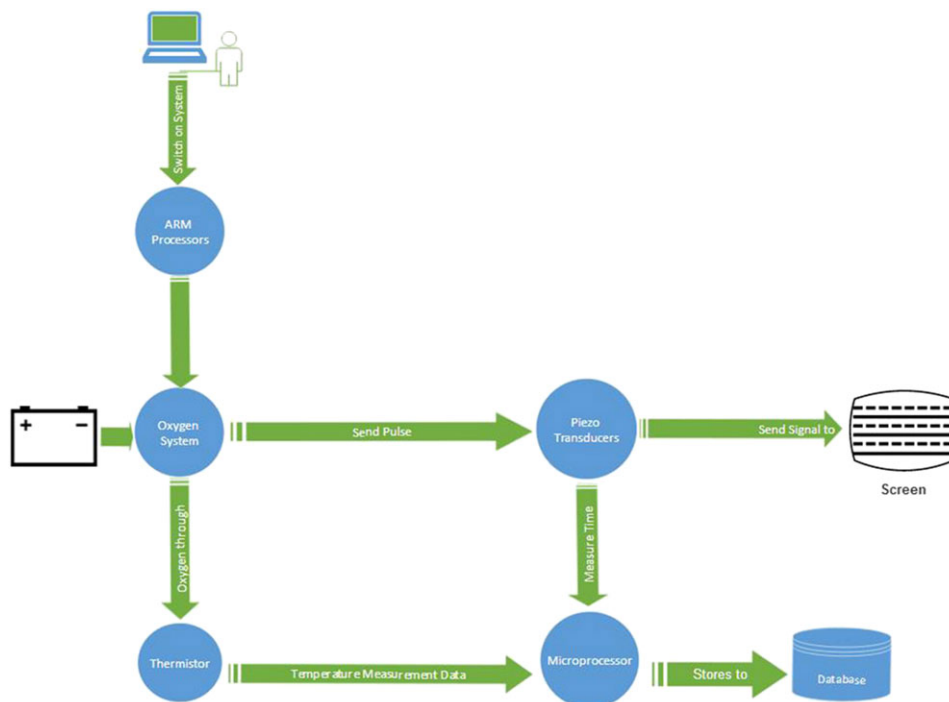 Switch on System
ARM
Processors
+ −
Oxygen
System
Send Pulse
Piezo
Transducers
Send Signal to
Screen
Oxygen through
Measure Time
Thermistor
Temperature Measurement Data
Microprocessor
Stores to
Database